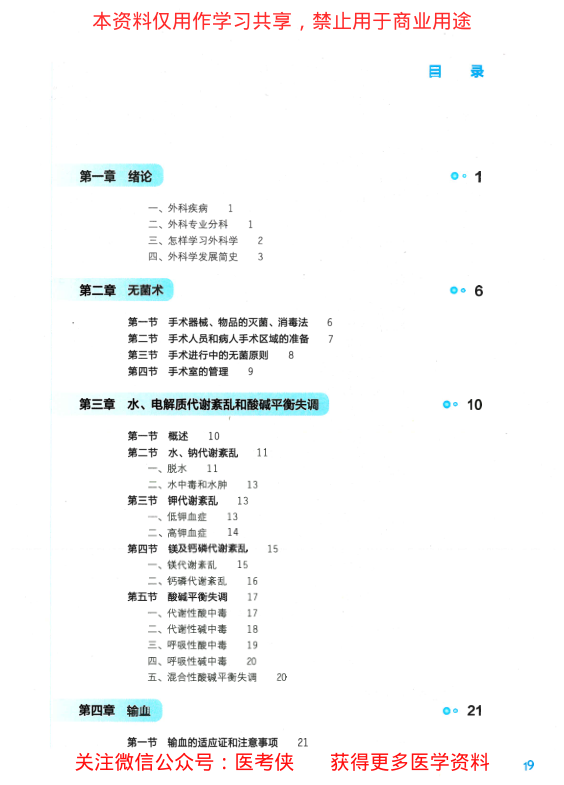 本资料仅用作学习共享，禁止用于商业用途
目 录
第一章 绪论 1
一、外科疾病 1
二、外科专业分科 1
三、怎样学习外科学 2
四、外科学发展简史 3
第二章 无菌术 6
第一节 手术器械、物品的灭菌、消毒法 6
第二节 手术人员和病人手术区域的准备 7
第三节 手术进行中的无菌原则 8
第四节 手术室的管理 9
第三章 水、电解质代谢紊乱和酸碱平衡失调 10
第一节 概述 10
第二节 水、钠代谢紊乱 11
一、脱水 11
二、水中毒和水肿 13
第三节 钾代谢紊乱 13
一、低钾血症 13
二、高钾血症 14
第四节 镁及钙磷代谢紊乱 15
一、镁代谢紊乱 15
二、钙磷代谢紊乱 16
第五节 酸碱平衡失调 17
一、代谢性酸中毒 17
二、代谢性碱中毒 18
三、呼吸性酸中毒 19
四、呼吸性碱中毒 20
五、混合性酸碱平衡失调 20
第四章 输血 21
第一节 输血的适应证和注意事项 21
关注微信公众号：医考侠 获得更多医学资料
19